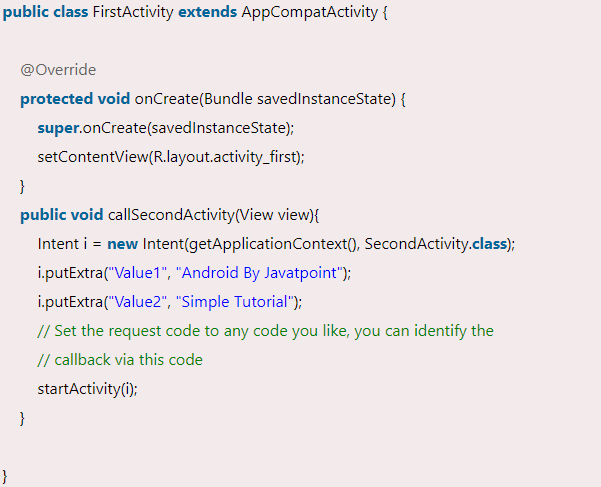 public class FirstActivity extends AppCompatActivity {
@Override
protected void onCreate(Bundle savedInstanceState) {
super.onCreate(savedInstanceState);
setContentView(R.layout.activity_first);
}
public void callSecondActivity(View view){
Intent i = new Intent(getApplicationContext(), SecondActivity.class);
i.putExtra("Value1", "Android By Javatpoint");
i.putExtra("Value2", "Simple Tutorial");
// Set the request code to any code you like, you can identify the
// callback via this code
startActivity(i);
}
}